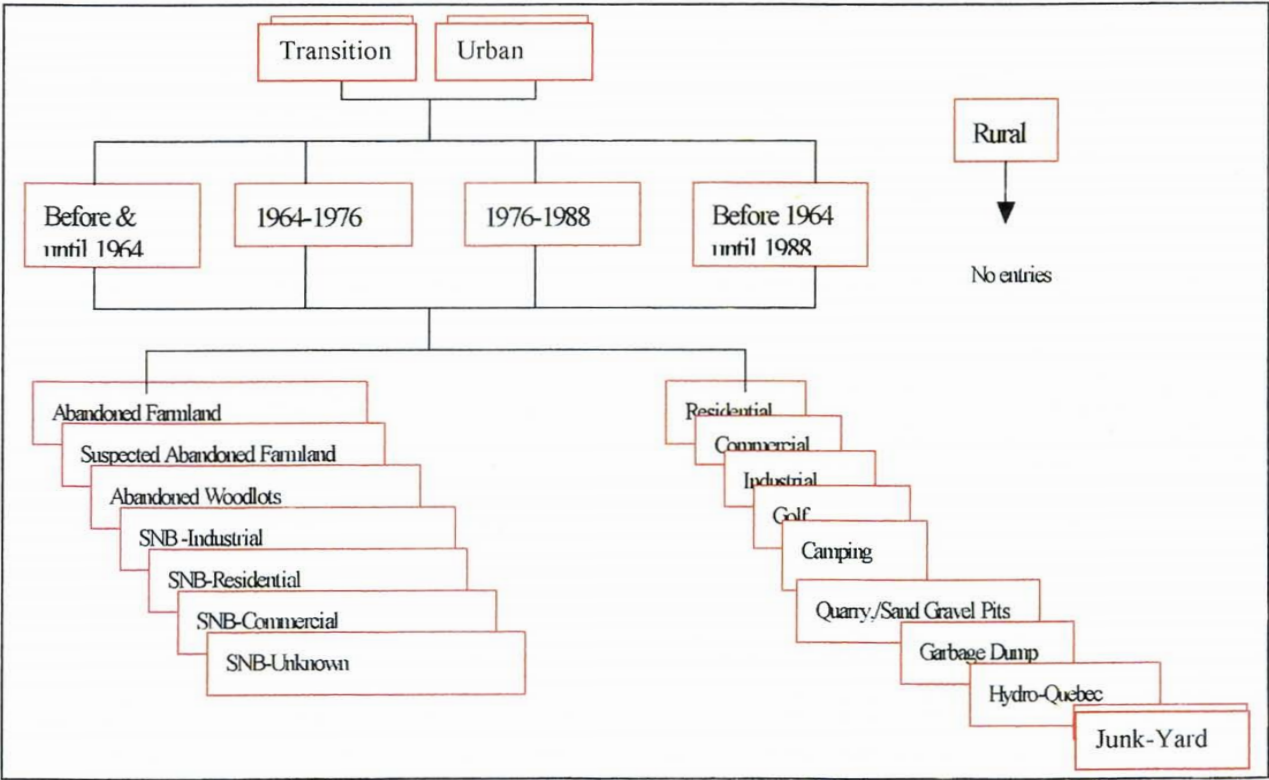 Transition
Urban
Rural
Before &
until 1964
1964-1976
1976-1988
Before 1964
until 1988
No entries
Abandoned Farmland
Suspected Abandoned Farmland
Abandoned Woodlots
SNB -Industrial
SNB-Residential
SNB-Commercial
SNB-Unknown
Residential
Commercial
Industrial
Golf
Camping
Quarry,/Sand Gravel Pits
Garbage Dump
Hydro-Quebec
Junk-Yard